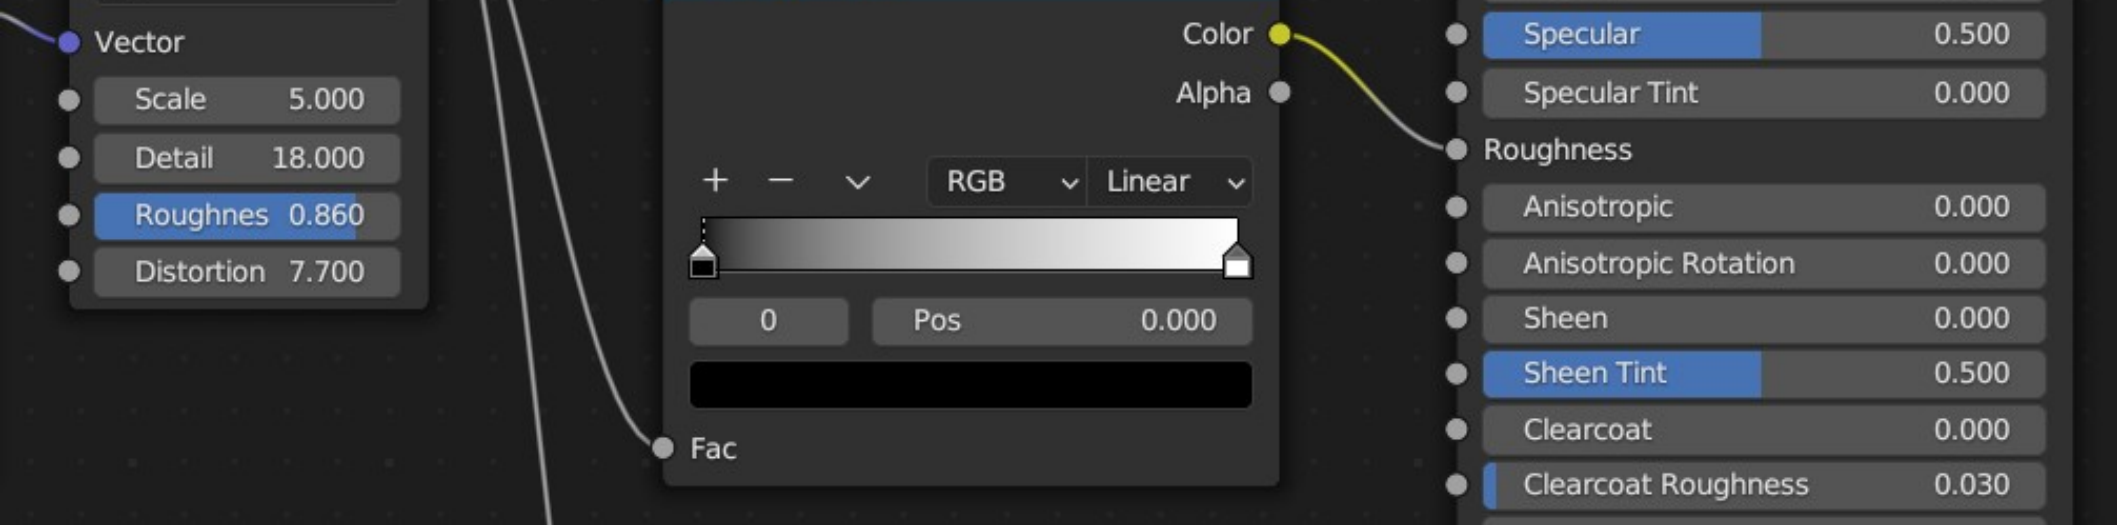 Vector
Scale 5.000
Detail 18.000
Roughnes 0.860
Distortion 7.700
Color
Alpha
RGB Linear
0 Pos 0.000
Fac
Specular 0.500
Specular Tint 0.000
Roughness
Anisotropic 0.000
Anisotropic Rotation 0.000
Sheen 0.000
Sheen Tint 0.500
Clearcoat 0.000
Clearcoat Roughness 0.030